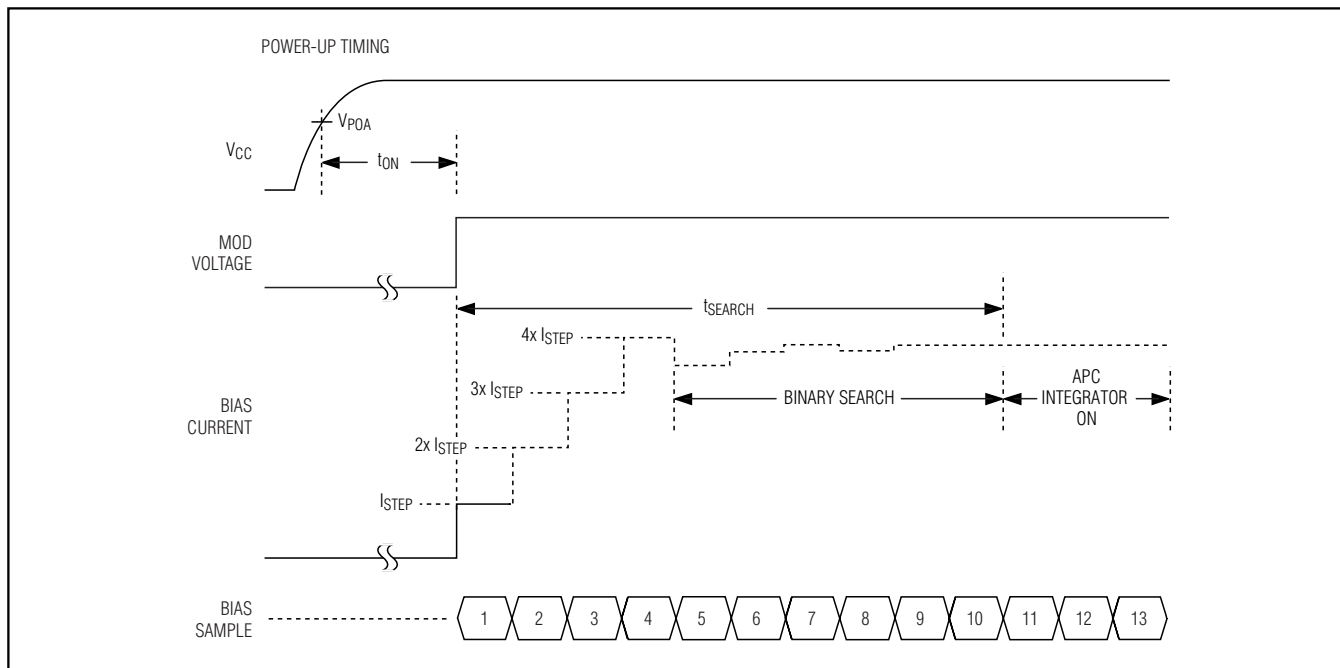 POWER-UP TIMING
VPOA
VCC
tON
MOD
VOLTAGE
tSEARCH
4x ISTEP
3x ISTEP
BINARY SEARCH
APC
INTEGRATOR
ON
BIAS
CURRENT
2x ISTEP
ISTEP
BIAS
SAMPLE
1 2 3 4 5 6 7 8 9 10 11 12 13